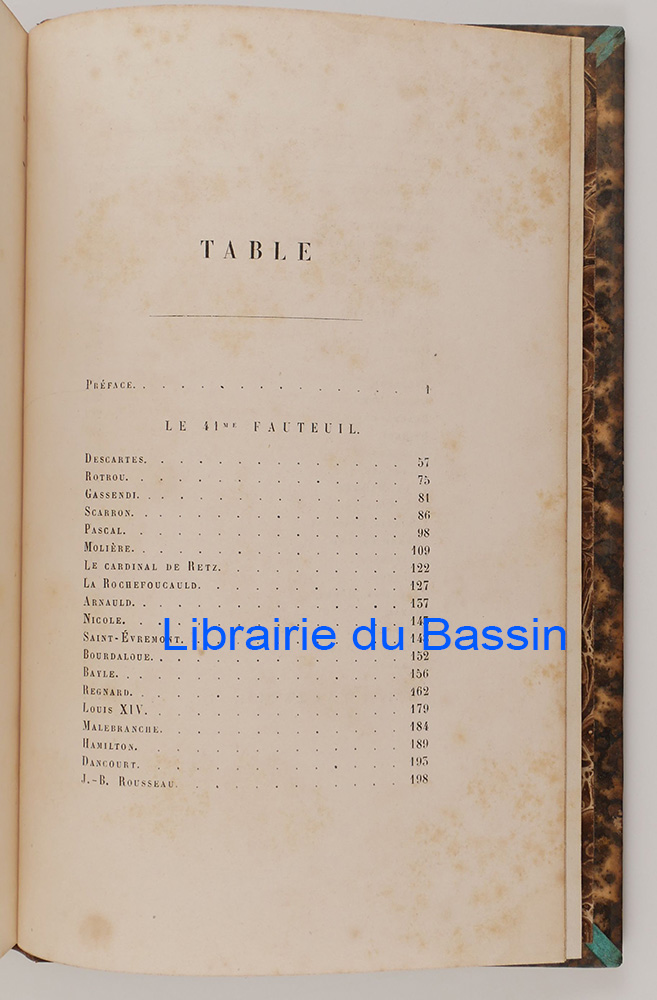 TABLE
PRÉFACE. . . . . . . . . . . . . . . 1
LE 41ME FAUTEUIL.
DESCARTES. . . . . . . . . . . . . . 57
ROTROU. . . . . . . . . . . . . . . 75
GASSENDI. . . . . . . . . . . . . . 81
SCARRON. . . . . . . . . . . . . . 86
PASCAL. . . . . . . . . . . . . . . 98
MOLIÈRE. . . . . . . . . . . . . . 109
LE CARDINAL DE RETZ. . . . . . . . . . 122
LA ROCHEFOUCAULD. . . . . . . . . . . 127
ARNAULD. . . . . . . . . . . . . . 137
NICOLE. . . . . . . . . . . . . . .
SAINT-ÉVREMONT. . . . . . . . . . . .
Librairie du Bassin
BOURDALOUE. . . . . . . . . . . . . 152
BAYLE. . . . . . . . . . . . . . . 156
REGNARD. . . . . . . . . . . . . . 162
LOUIS XIV. . . . . . . . . . . . . . 179
MALEBRANCHE. . . . . . . . . . . . . 184
HAMILTON. . . . . . . . . . . . . . 189
DANCOURT. . . . . . . . . . . . . . 193
J.-B. ROUSSEAU. . . . . . . . . . . . 198